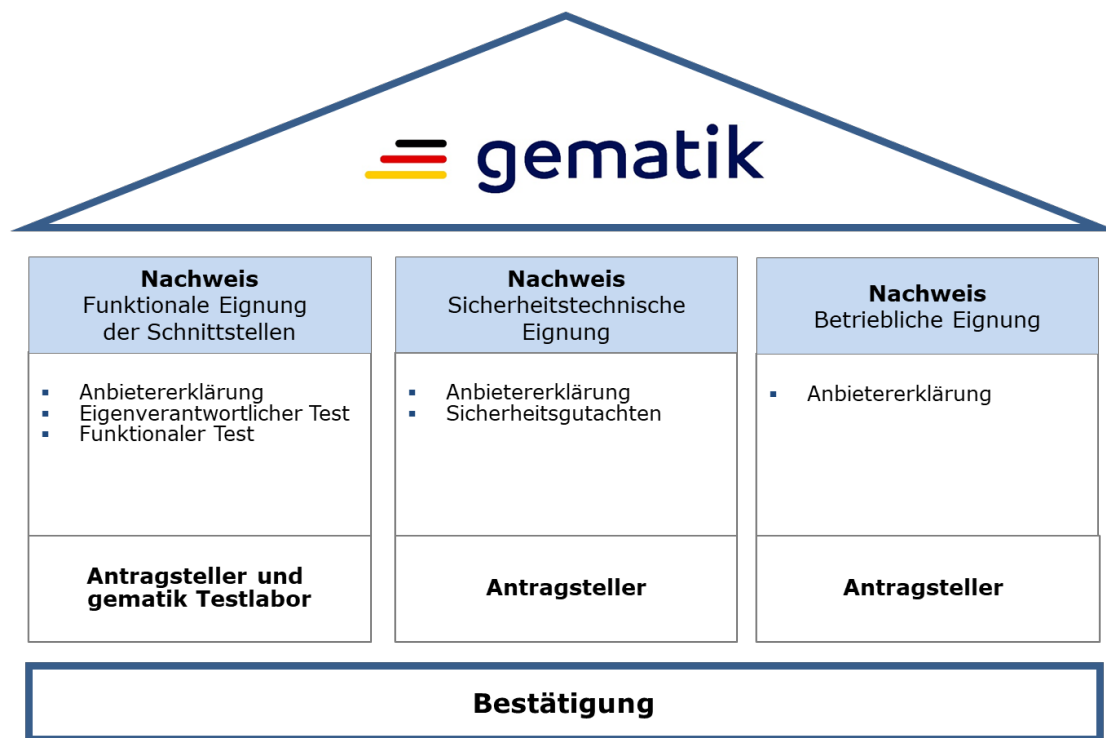 gematik
Nachweis
Funktionale Eignung
der Schnittstellen
▪ Anbietererklärung
▪ Eigenverantwortlicher Test
▪ Funktionaler Test
Antragsteller und
gematik Testlabor
Nachweis
Sicherheitstechnische
Eignung
▪ Anbietererklärung
▪ Sicherheitsgutachten
Antragsteller
Nachweis
Betriebliche Eignung
▪ Anbietererklärung
Antragsteller
Bestätigung